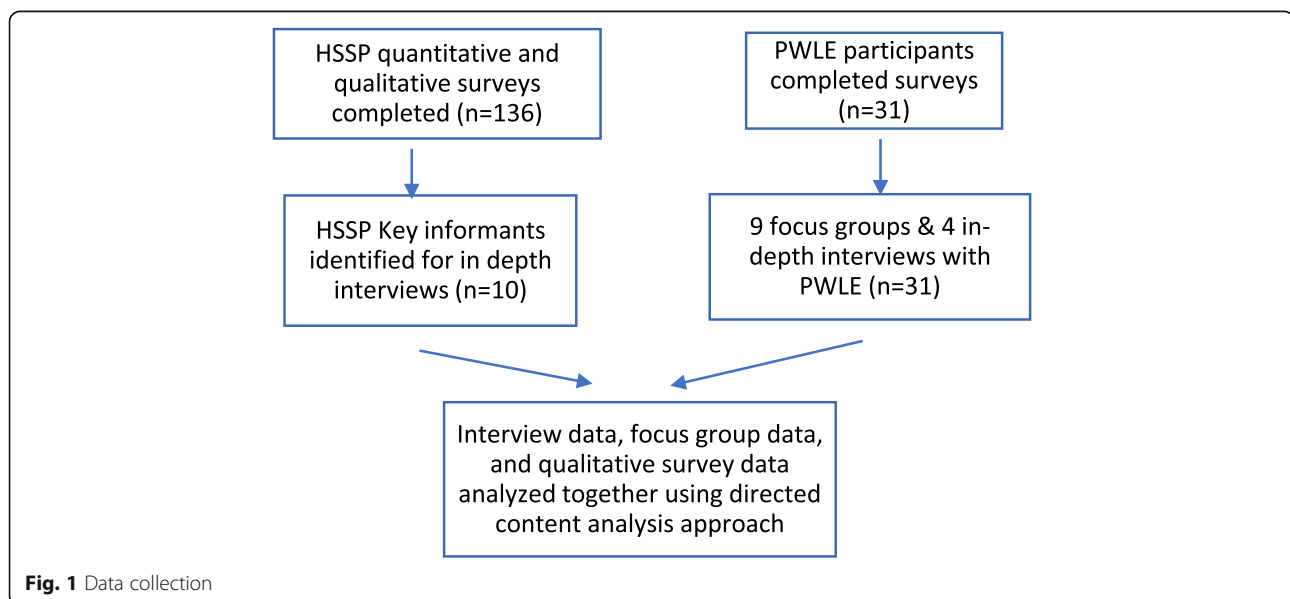 HSSP quantitative and
qualitative surveys
completed (n=136)
PWLE participants
completed surveys
(n=31)
HSSP Key informants
identified for in depth
interviews (n=10)
9 focus groups & 4 in-
depth interviews with
PWLE (n=31)
Interview data, focus group data,
and qualitative survey data
analyzed together using directed
content analysis approach
Fig. 1 Data collection